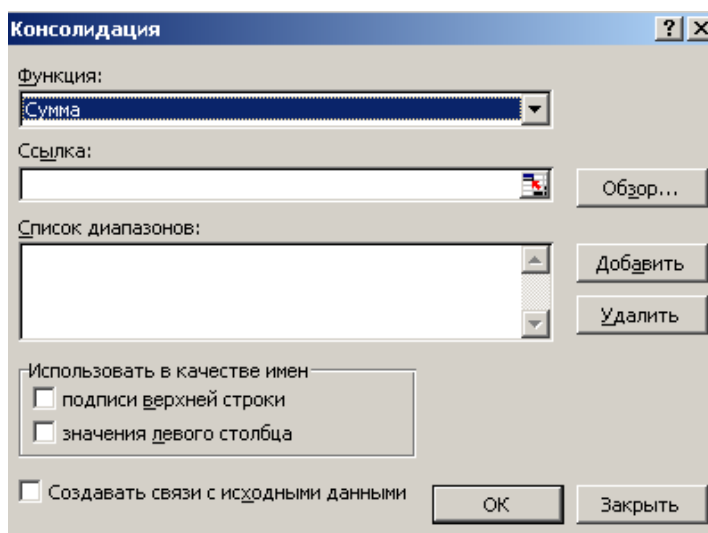 Консолидация
Функция:
Сумма
Ссылка:
Обзор...
Список диапазонов:
Добавить
Удалить
Использовать в качестве имен
подписи верхней строки
значения левого столбца
Создавать связи с исходными данными
ОК
Закрыть